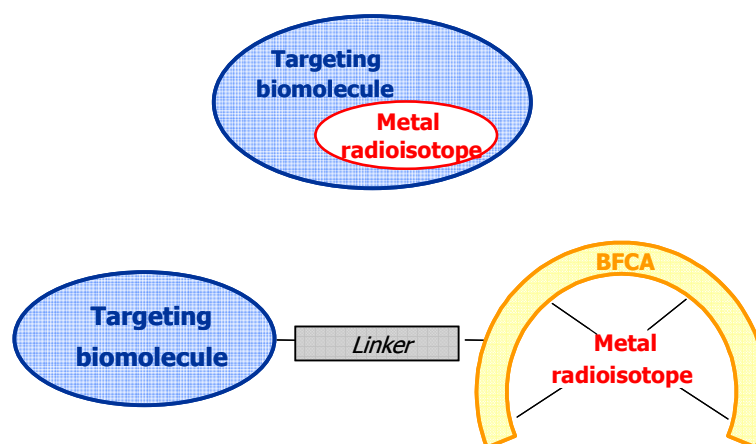 Targeting
biomolecule
Metal
radioisotope
BFCA
Targeting
biomolecule
Linker
Metal
radioisotope